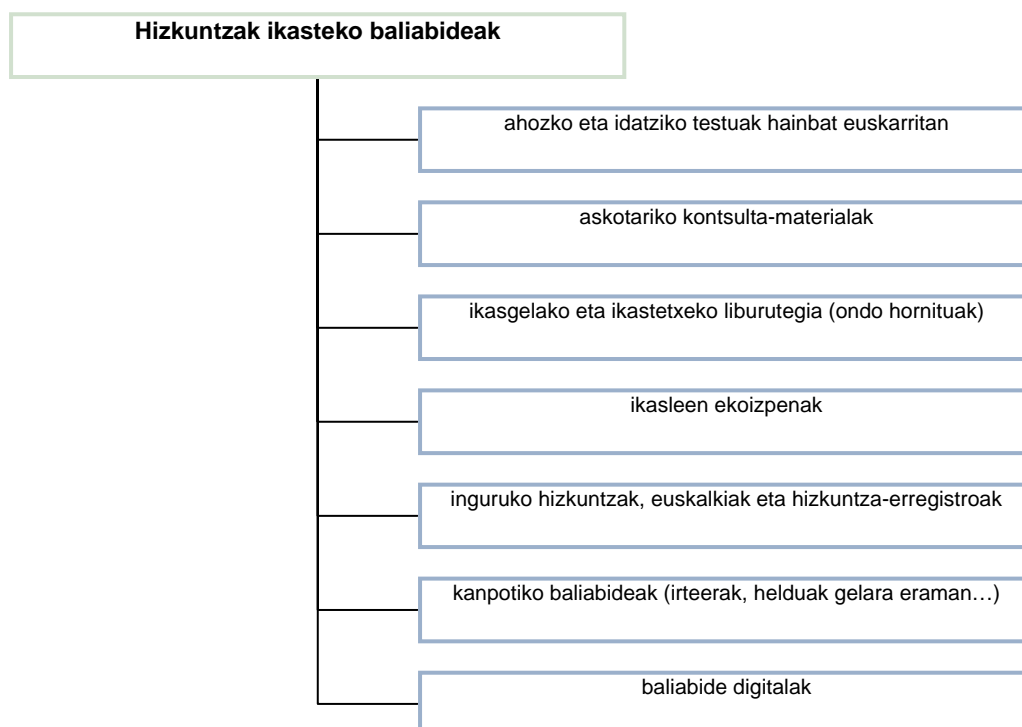 Hizkuntzak ikasteko baliabideak
ahozko eta idatziko testuak hainbat euskarritan
askotariko kontsulta-materialak
ikasgelako eta ikastetxeko liburutegia (ondo hornituak)
ikasleen ekoizpenak
inguruko hizkuntzak, euskalkiak eta hizkuntza-erregistroak
kanpotiko baliabideak (irteerak, helduak gelara eraman…)
baliabide digitalak